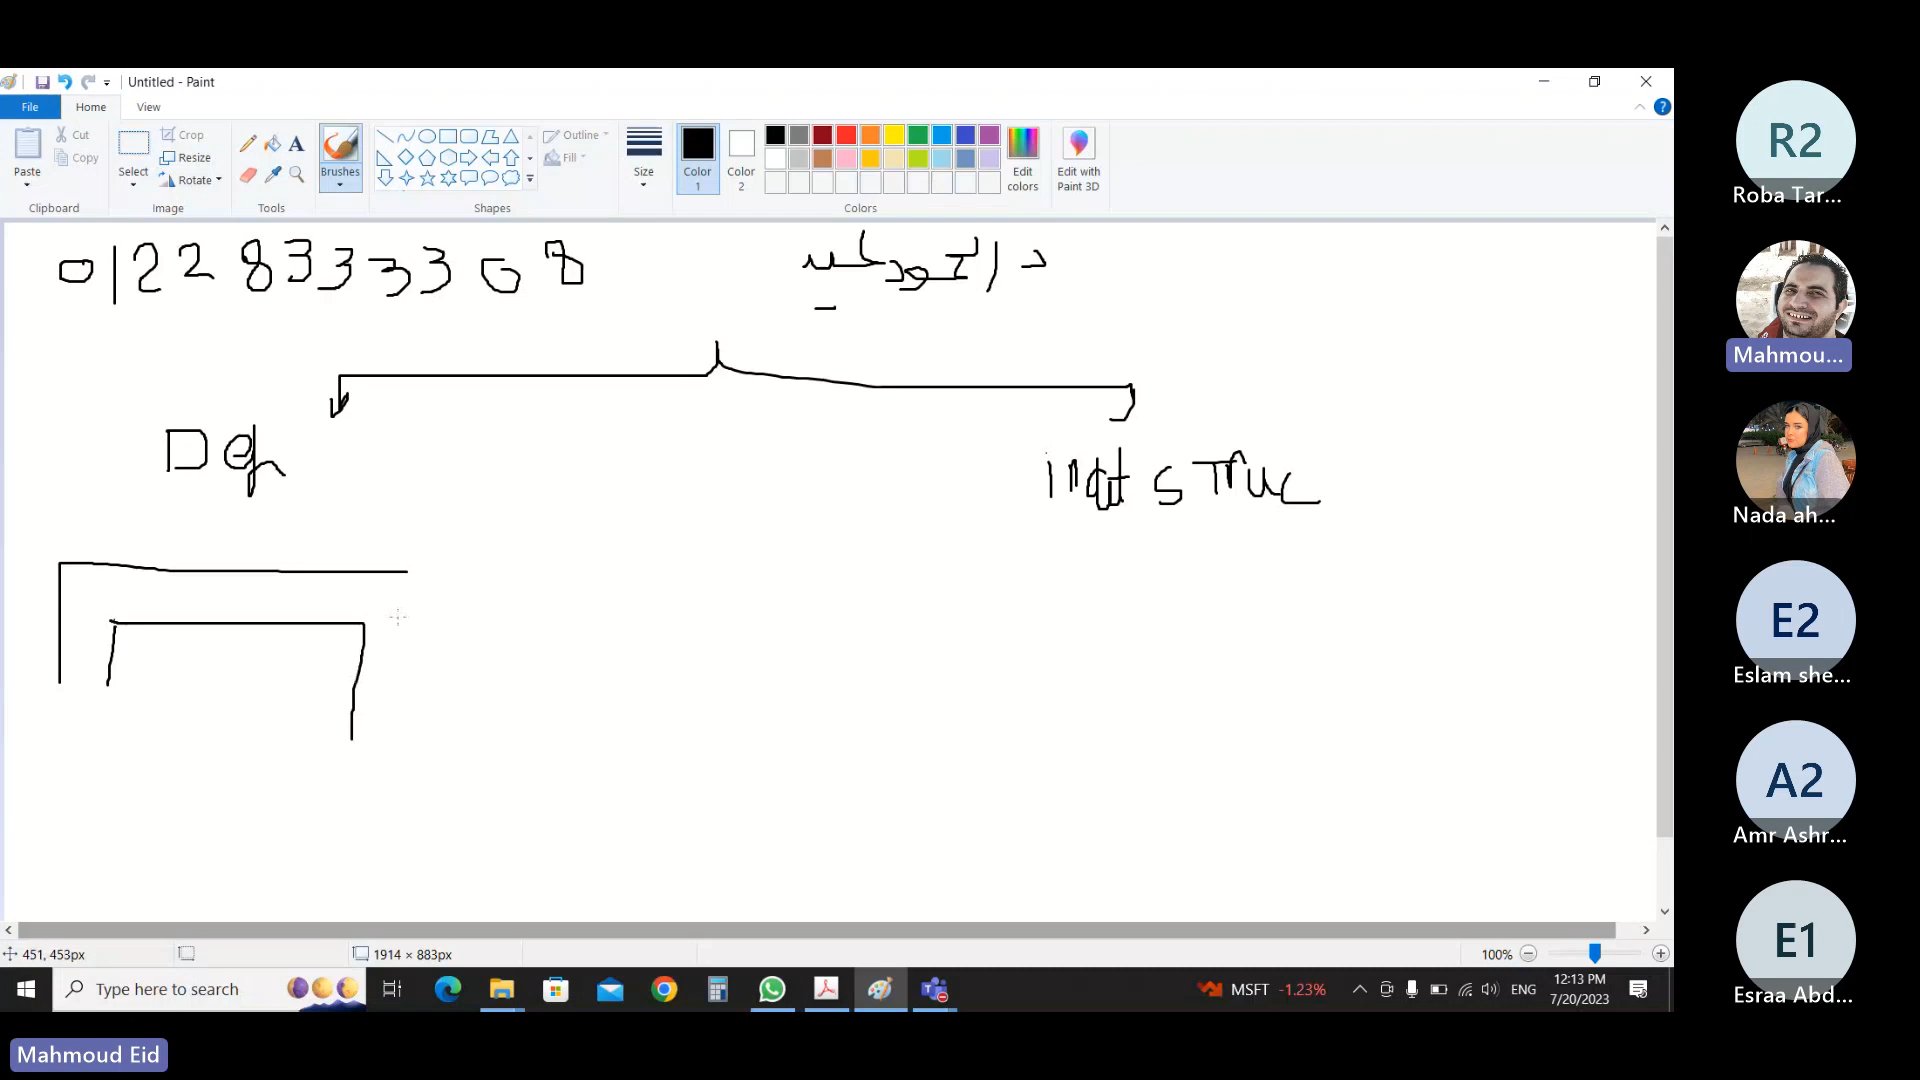 Untitled - Paint
File Home View
Paste Cut Copy Clipboard
Select Crop Resize Rotate Image
Tools
Brushes
Shapes Outline Fill
Size
Color 1 Color 2 Edit colors Colors
Edit with Paint 3D
Def
451, 453px 1914 × 883px 100%
Type here to search
MSFT -1.23% ENG 12:13 PM 7/20/2023
R2
Roba Tar...
Mahmou...
Nada ah...
E2
Eslam she...
A2
Amr Ashr...
E1
Esraa Abd...
Mahmoud Eid